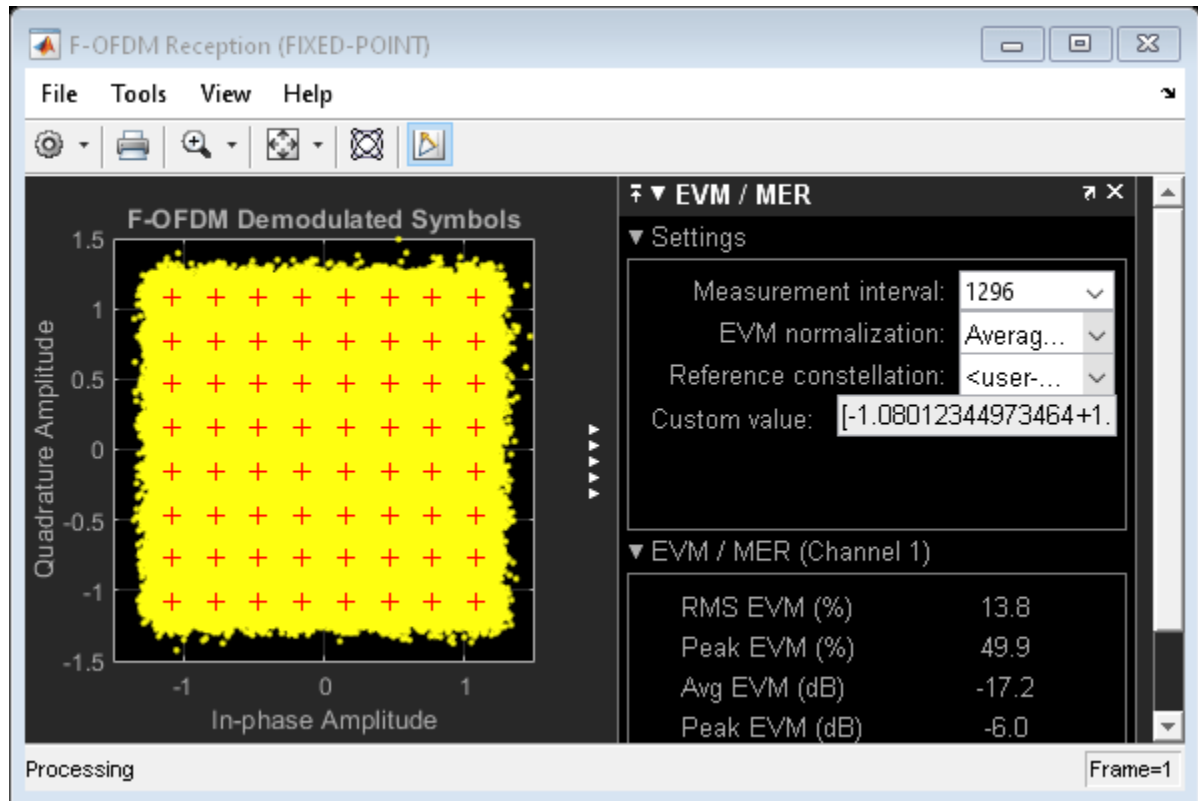 F-OFDM Reception (FIXED-POINT)
File Tools View Help
F-OFDM Demodulated Symbols
1.5
1
0.5
0
-0.5
-1
-1.5
Quadrature Amplitude
-1 0 1
In-phase Amplitude
EVM / MER
Settings
Measurement interval: 1296
EVM normalization: Averag...
Reference constellation: <user-...
Custom value: [-1.08012344973464+1.
EVM / MER (Channel 1)
RMS EVM (%) 13.8
Peak EVM (%) 49.9
Avg EVM (dB) -17.2
Peak EVM (dB) -6.0
Processing
Frame=1